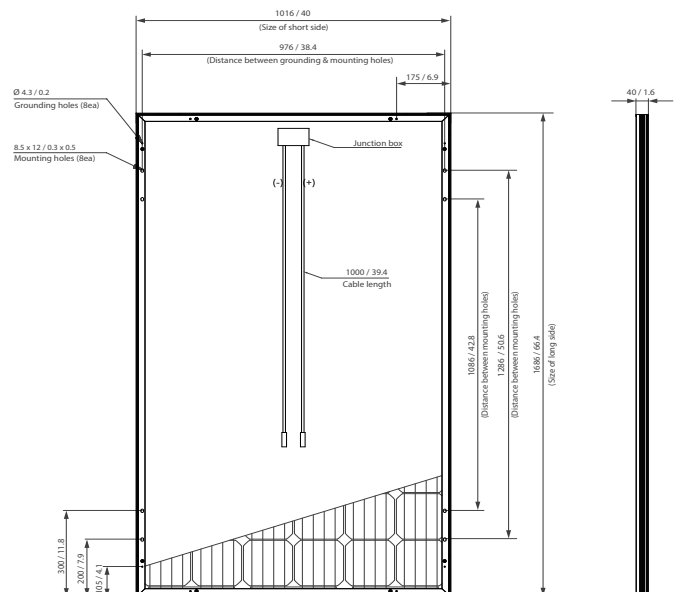 1016 / 40
(Size of short side)
976 / 38.4
(Distance between grounding & mounting holes)
175 / 6.9
40 / 1.6
Ø 4.3 / 0.2
Grounding holes (8ea)
8.5 x 12 / 0.3 x 0.5
Mounting holes (8ea)
Junction box
(-)
(+)
1000 / 39.4
Cable length
1086 / 42.8
(Distance between mounting holes)
1286 / 50.6
(Distance between mounting holes)
1686 / 66.4
(Size of long side)
300 / 11.8
200 / 7.9
105 / 4.1